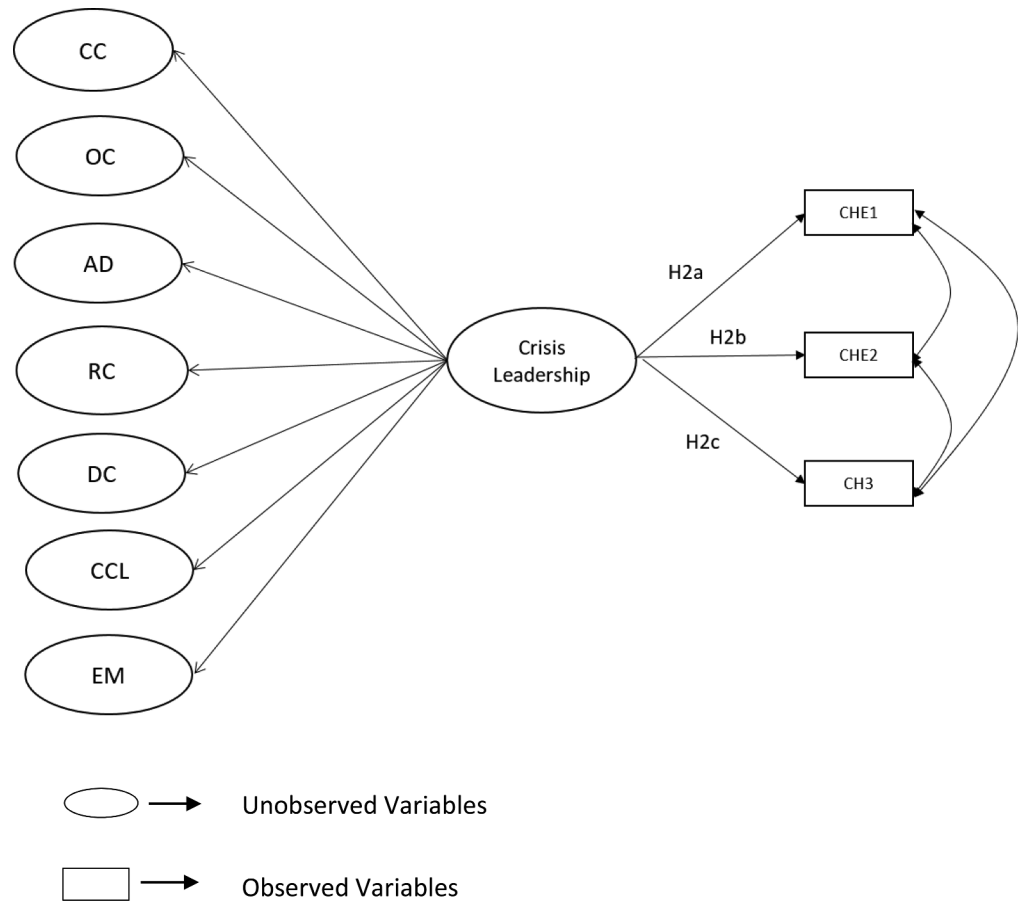 CC
OC
AD
RC
DC
CCL
EM
Crisis
Leadership
H2a
H2b
H2c
CHE1
CHE2
CH3
Unobserved Variables
Observed Variables